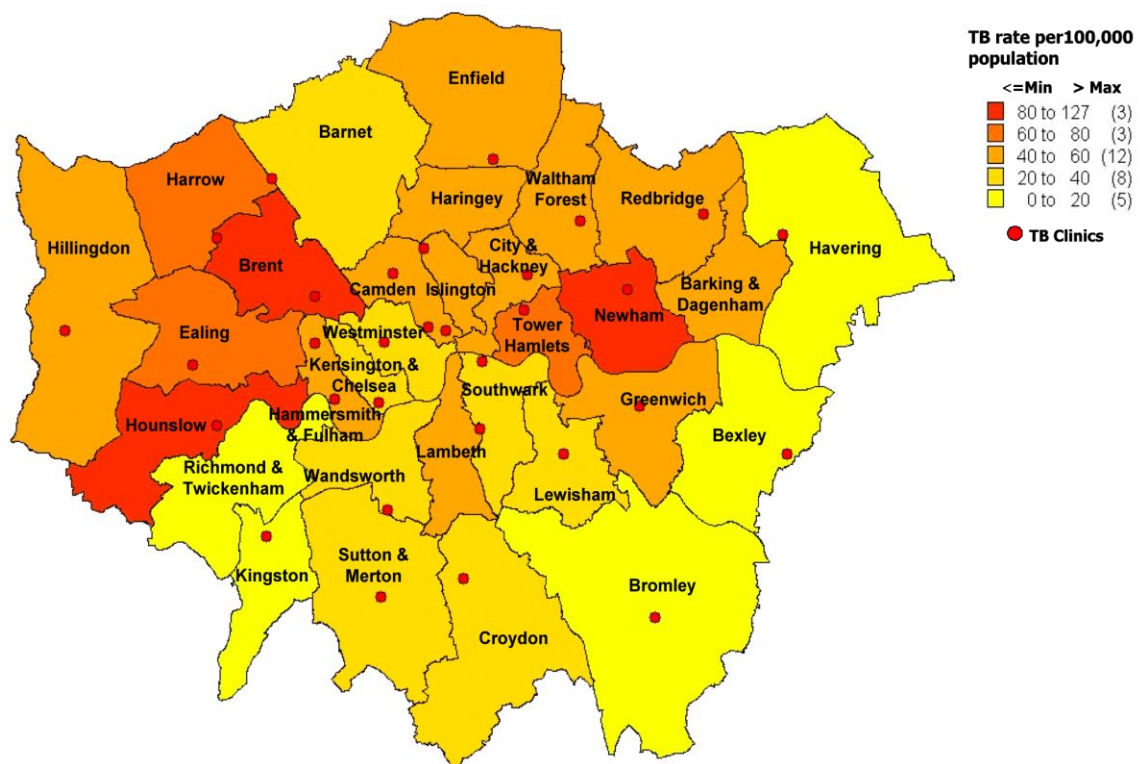 TB rate per100,000
population
<=Min > Max
80 to 127 (3)
60 to 80 (3)
40 to 60 (12)
20 to 40 (8)
0 to 20 (5)
TB Clinics
Enfield
Barnet
Harrow
Haringey
Waltham
Forest
Redbridge
Hillingdon
Brent
City &
Hackney
Havering
Camden
Islington
Barking &
Dagenham
Newham
Ealing
Westminster
Tower
Hamlets
Kensington &
Chelsea
Southwark
Greenwich
Hounslow
Hammersmith
& Fulham
Bexley
Lambeth
Richmond &
Twickenham
Wandsworth
Lewisham
Sutton &
Merton
Kingston
Bromley
Croydon